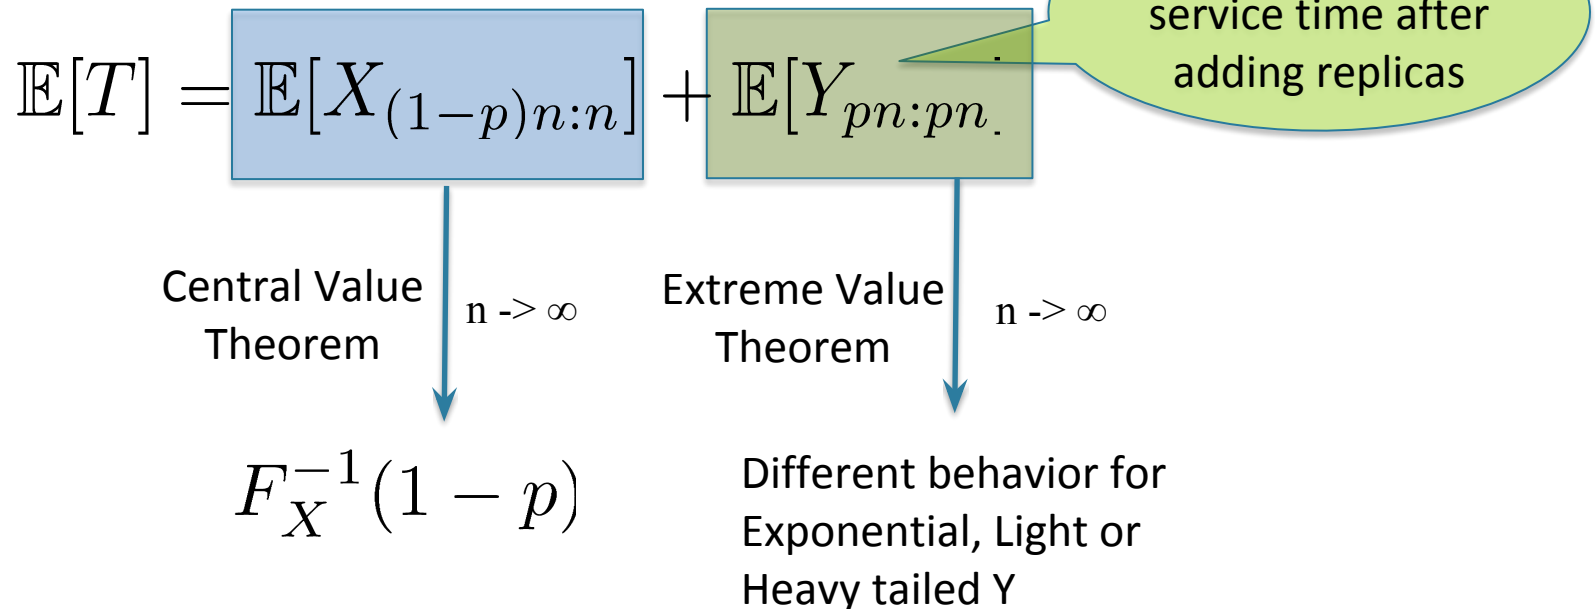 service time after
adding replicas
𝔼[T] = 𝔼[X_{(1−p)n:n}] + 𝔼[Y_{pn:pn}]
Central Value
Theorem
n -> ∞
Extreme Value
Theorem
n -> ∞
F_X^{−1}(1 − p)
Different behavior for
Exponential, Light or
Heavy tailed Y